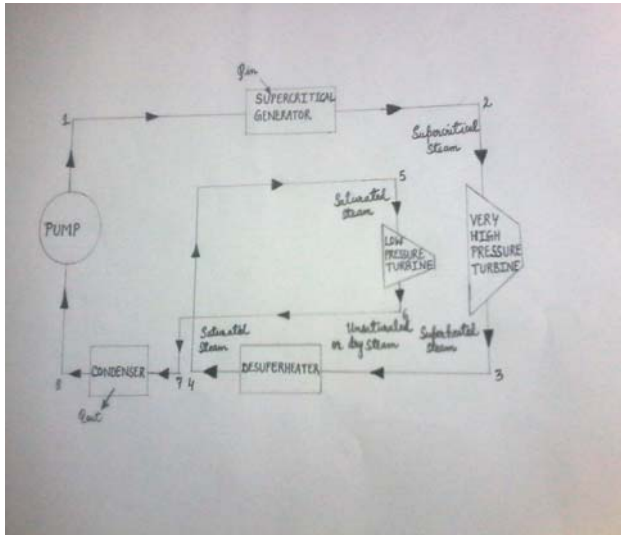 Qin
SUPERCRITICAL
GENERATOR
1
2
Supercritical
Steam
5
Saturated
Steam
PUMP
LOW
PRESSURE
TURBINE
VERY
HIGH
PRESSURE
TURBINE
Saturated
Steam
Unsaturated
or dry Steam
Superheated
Steam
8
CONDENSER
7
4
DESUPERHEATER
3
Qout